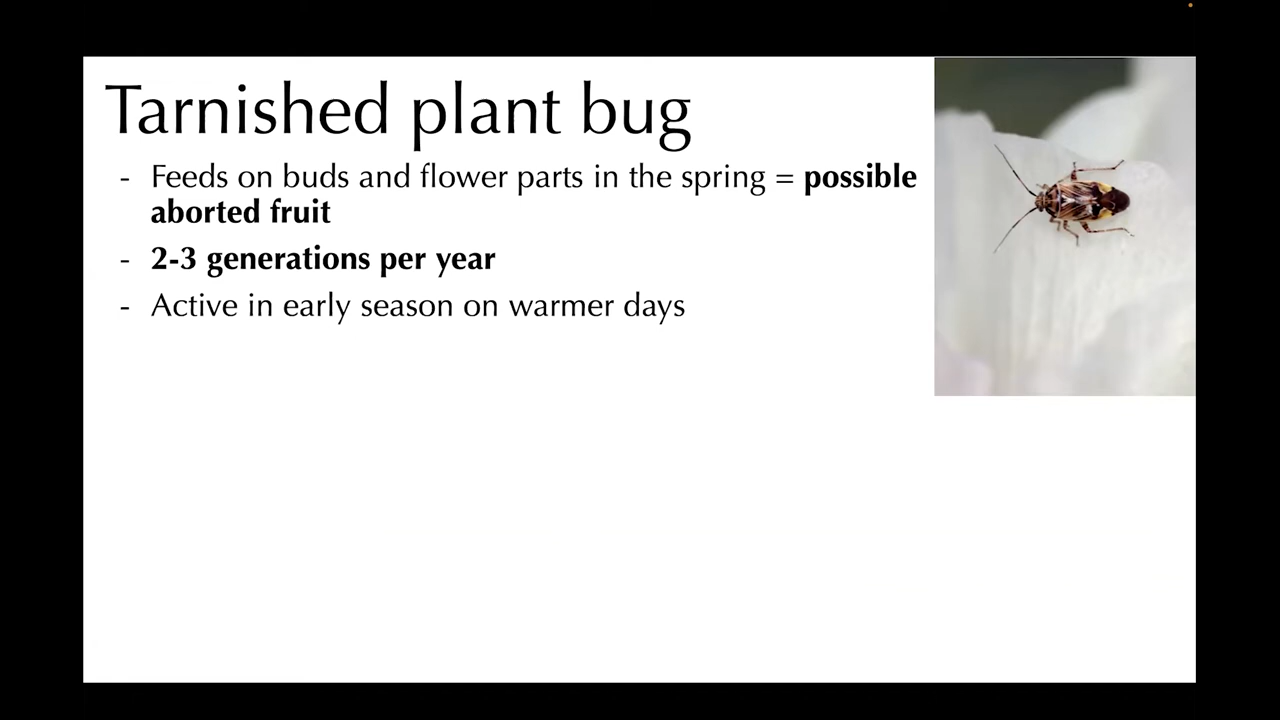 Tarnished plant bug
- Feeds on buds and flower parts in the spring = possible
aborted fruit
- 2-3 generations per year
- Active in early season on warmer days